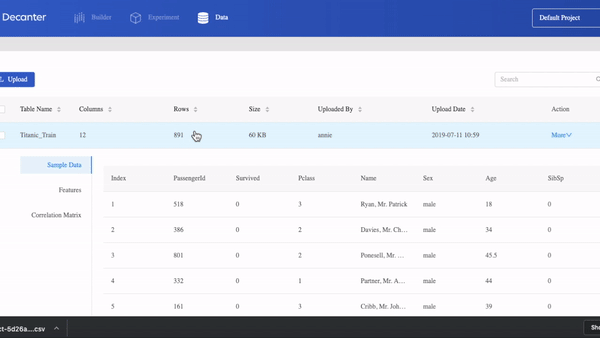 Decanter Builder Experiment Data Default Project
Upload Search
Table Name Columns Rows Size Uploaded By Upload Date Action
Titanic_Train 12 891 60 KB annie 2019-07-11 10:59 More
Sample Data
Features
Correlation Matrix
Index PassengerId Survived Pclass Name Sex Age SibSp
1 518 0 3 Ryan, Mr. Patrick male 18 0
2 386 0 2 Davies, Mr. Ch... male 34 0
3 801 0 2 Ponesell, Mr. ... male 45.5 0
4 332 0 1 Partner, Mr. A... male 44 0
5 161 0 3 Cribb, Mr. Joh... male 39 0
ct-5d26a....csv Sho